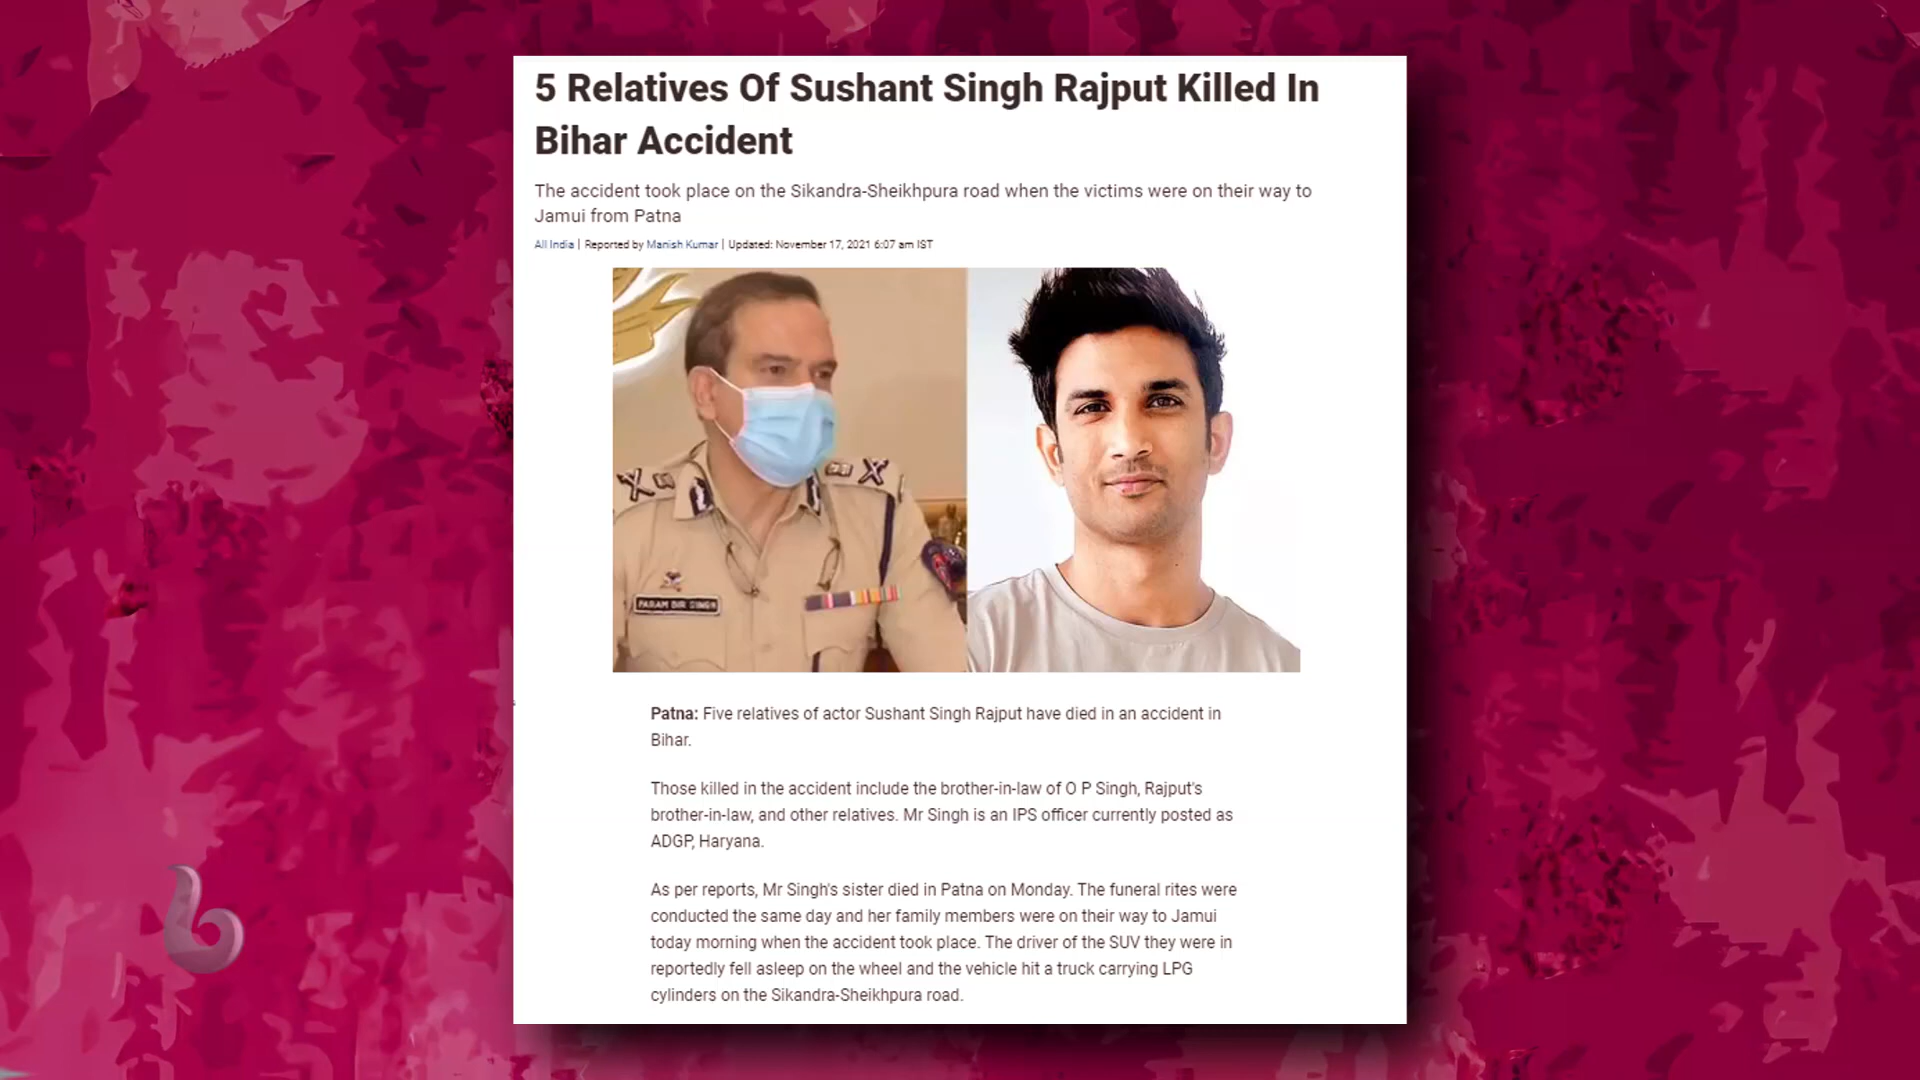 5 Relatives Of Sushant Singh Rajput Killed In
Bihar Accident
The accident took place on the Sikandra-Sheikhpura road when the victims were on their way to
Jamui from Patna
All India | Reported by Manish Kumar | Updated: November 17, 2021 6:07 am IST
PARAM BIR SINGH
Patna: Five relatives of actor Sushant Singh Rajput have died in an accident in
Bihar.
Those killed in the accident include the brother-in-law of O P Singh, Rajput's
brother-in-law, and other relatives. Mr Singh is an IPS officer currently posted as
ADGP, Haryana.
As per reports, Mr Singh's sister died in Patna on Monday. The funeral rites were
conducted the same day and her family members were on their way to Jamui
today morning when the accident took place. The driver of the SUV they were in
reportedly fell asleep on the wheel and the vehicle hit a truck carrying LPG
cylinders on the Sikandra-Sheikhpura road.